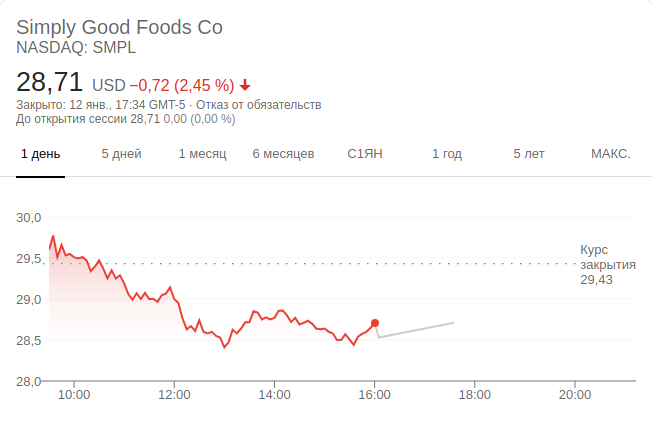 Simply Good Foods Co
NASDAQ: SMPL
28,71 USD −0,72 (2,45 %)
Закрыто: 12 янв., 17:34 GMT-5 · Отказ от обязательств
До открытия сессии 28,71 0,00 (0,00 %)
1 день 5 дней 1 месяц 6 месяцев С1ЯН 1 год 5 лет МАКС.
30,0
29,5
29,0
28,5
28,0
Курс
закрытия
29,43
10:00 12:00 14:00 16:00 18:00 20:00